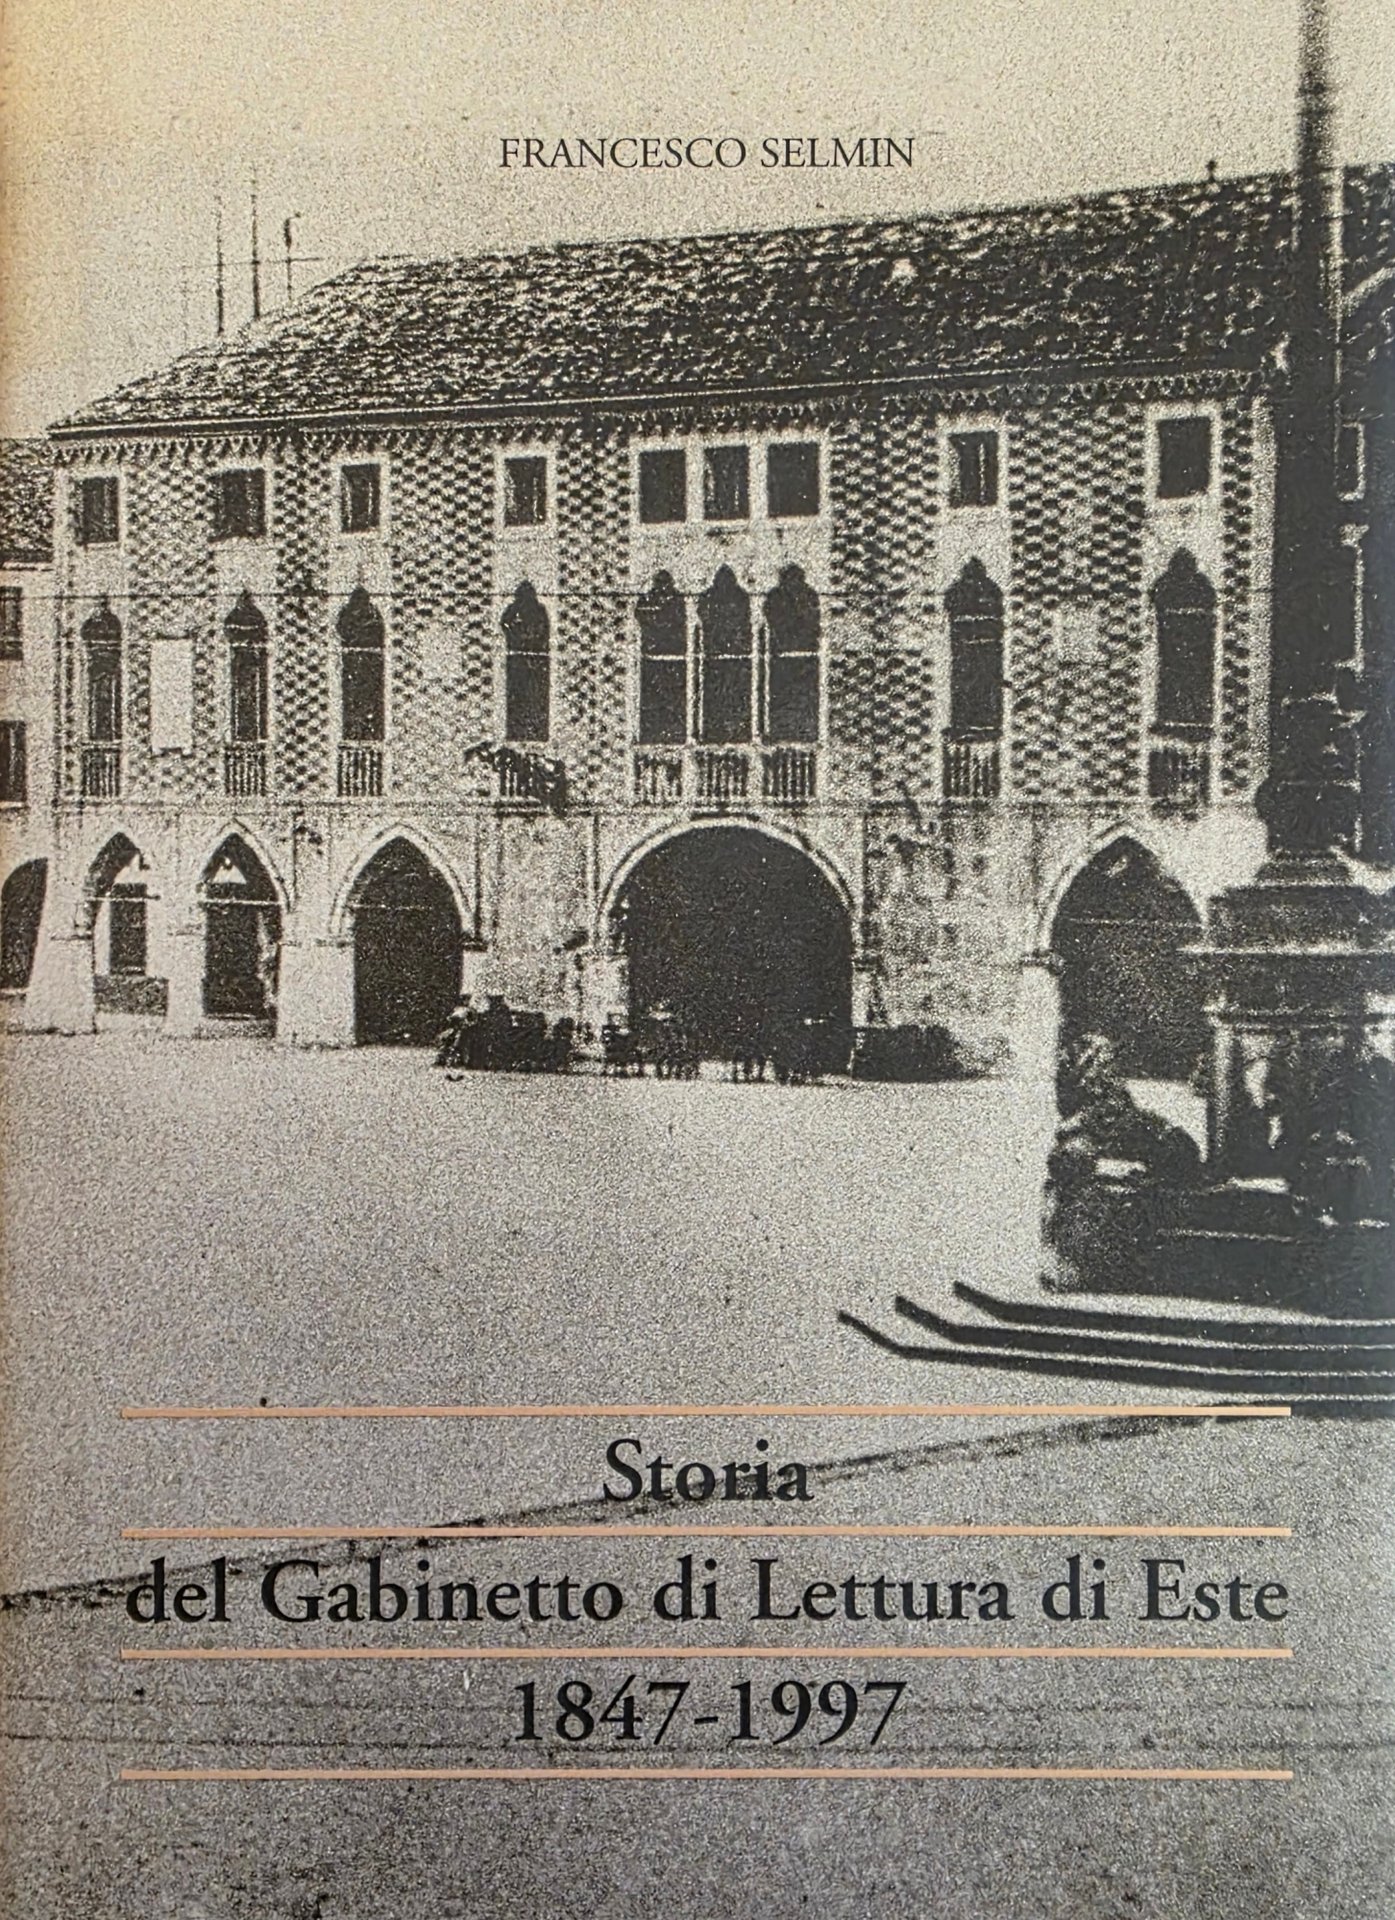 FRANCESCO SELMIN
Storia
del Gabinetto di Lettura di Este
1847-1997